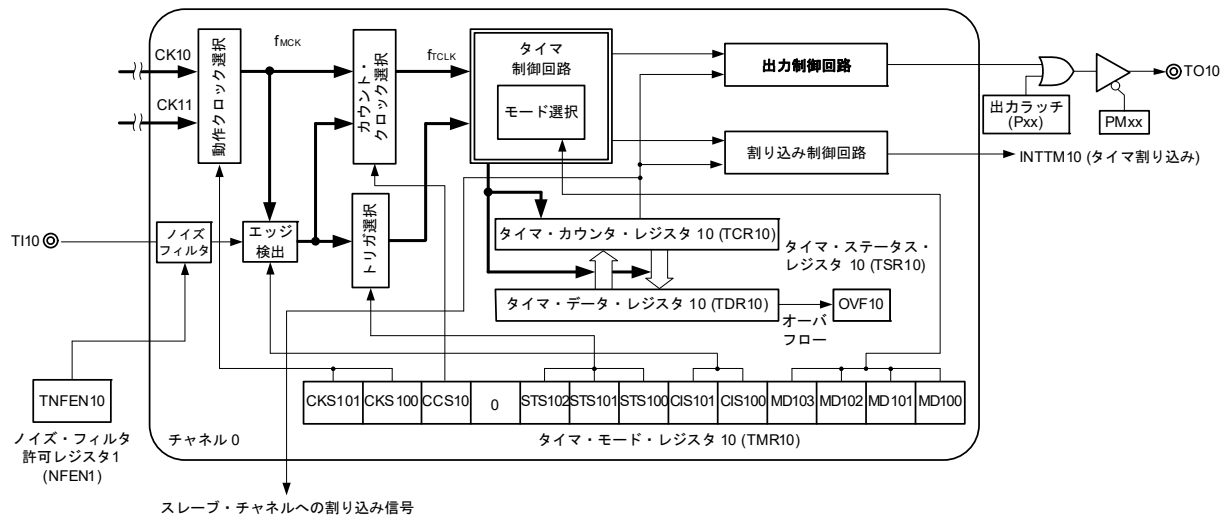 CK10
CK11
動作クロック選択
fMCK
カウント・
クロック選択
fTCLK
タイマ
制御回路
モード選択
出力制御回路
出力ラッチ
(Pxx)
PMxx
TO10
割り込み制御回路
INTTM10 (タイマ割り込み)
TI10
ノイズ
フィルタ
エッジ
検出
トリガ選択
タイマ・カウンタ・レジスタ 10 (TCR10)
タイマ・ステータス・
レジスタ 10 (TSR10)
タイマ・データ・レジスタ 10 (TDR10)
OVF10
オーバ
フロー
TNFEN10
ノイズ・フィルタ
許可レジスタ1
(NFEN1)
CKS101 CKS100 CCS10 0 STS102 STS101 STS100 CIS101 CIS100 MD103 MD102 MD101 MD100
チャネル 0
タイマ・モード・レジスタ 10 (TMR10)
スレーブ・チャネルへの割り込み信号